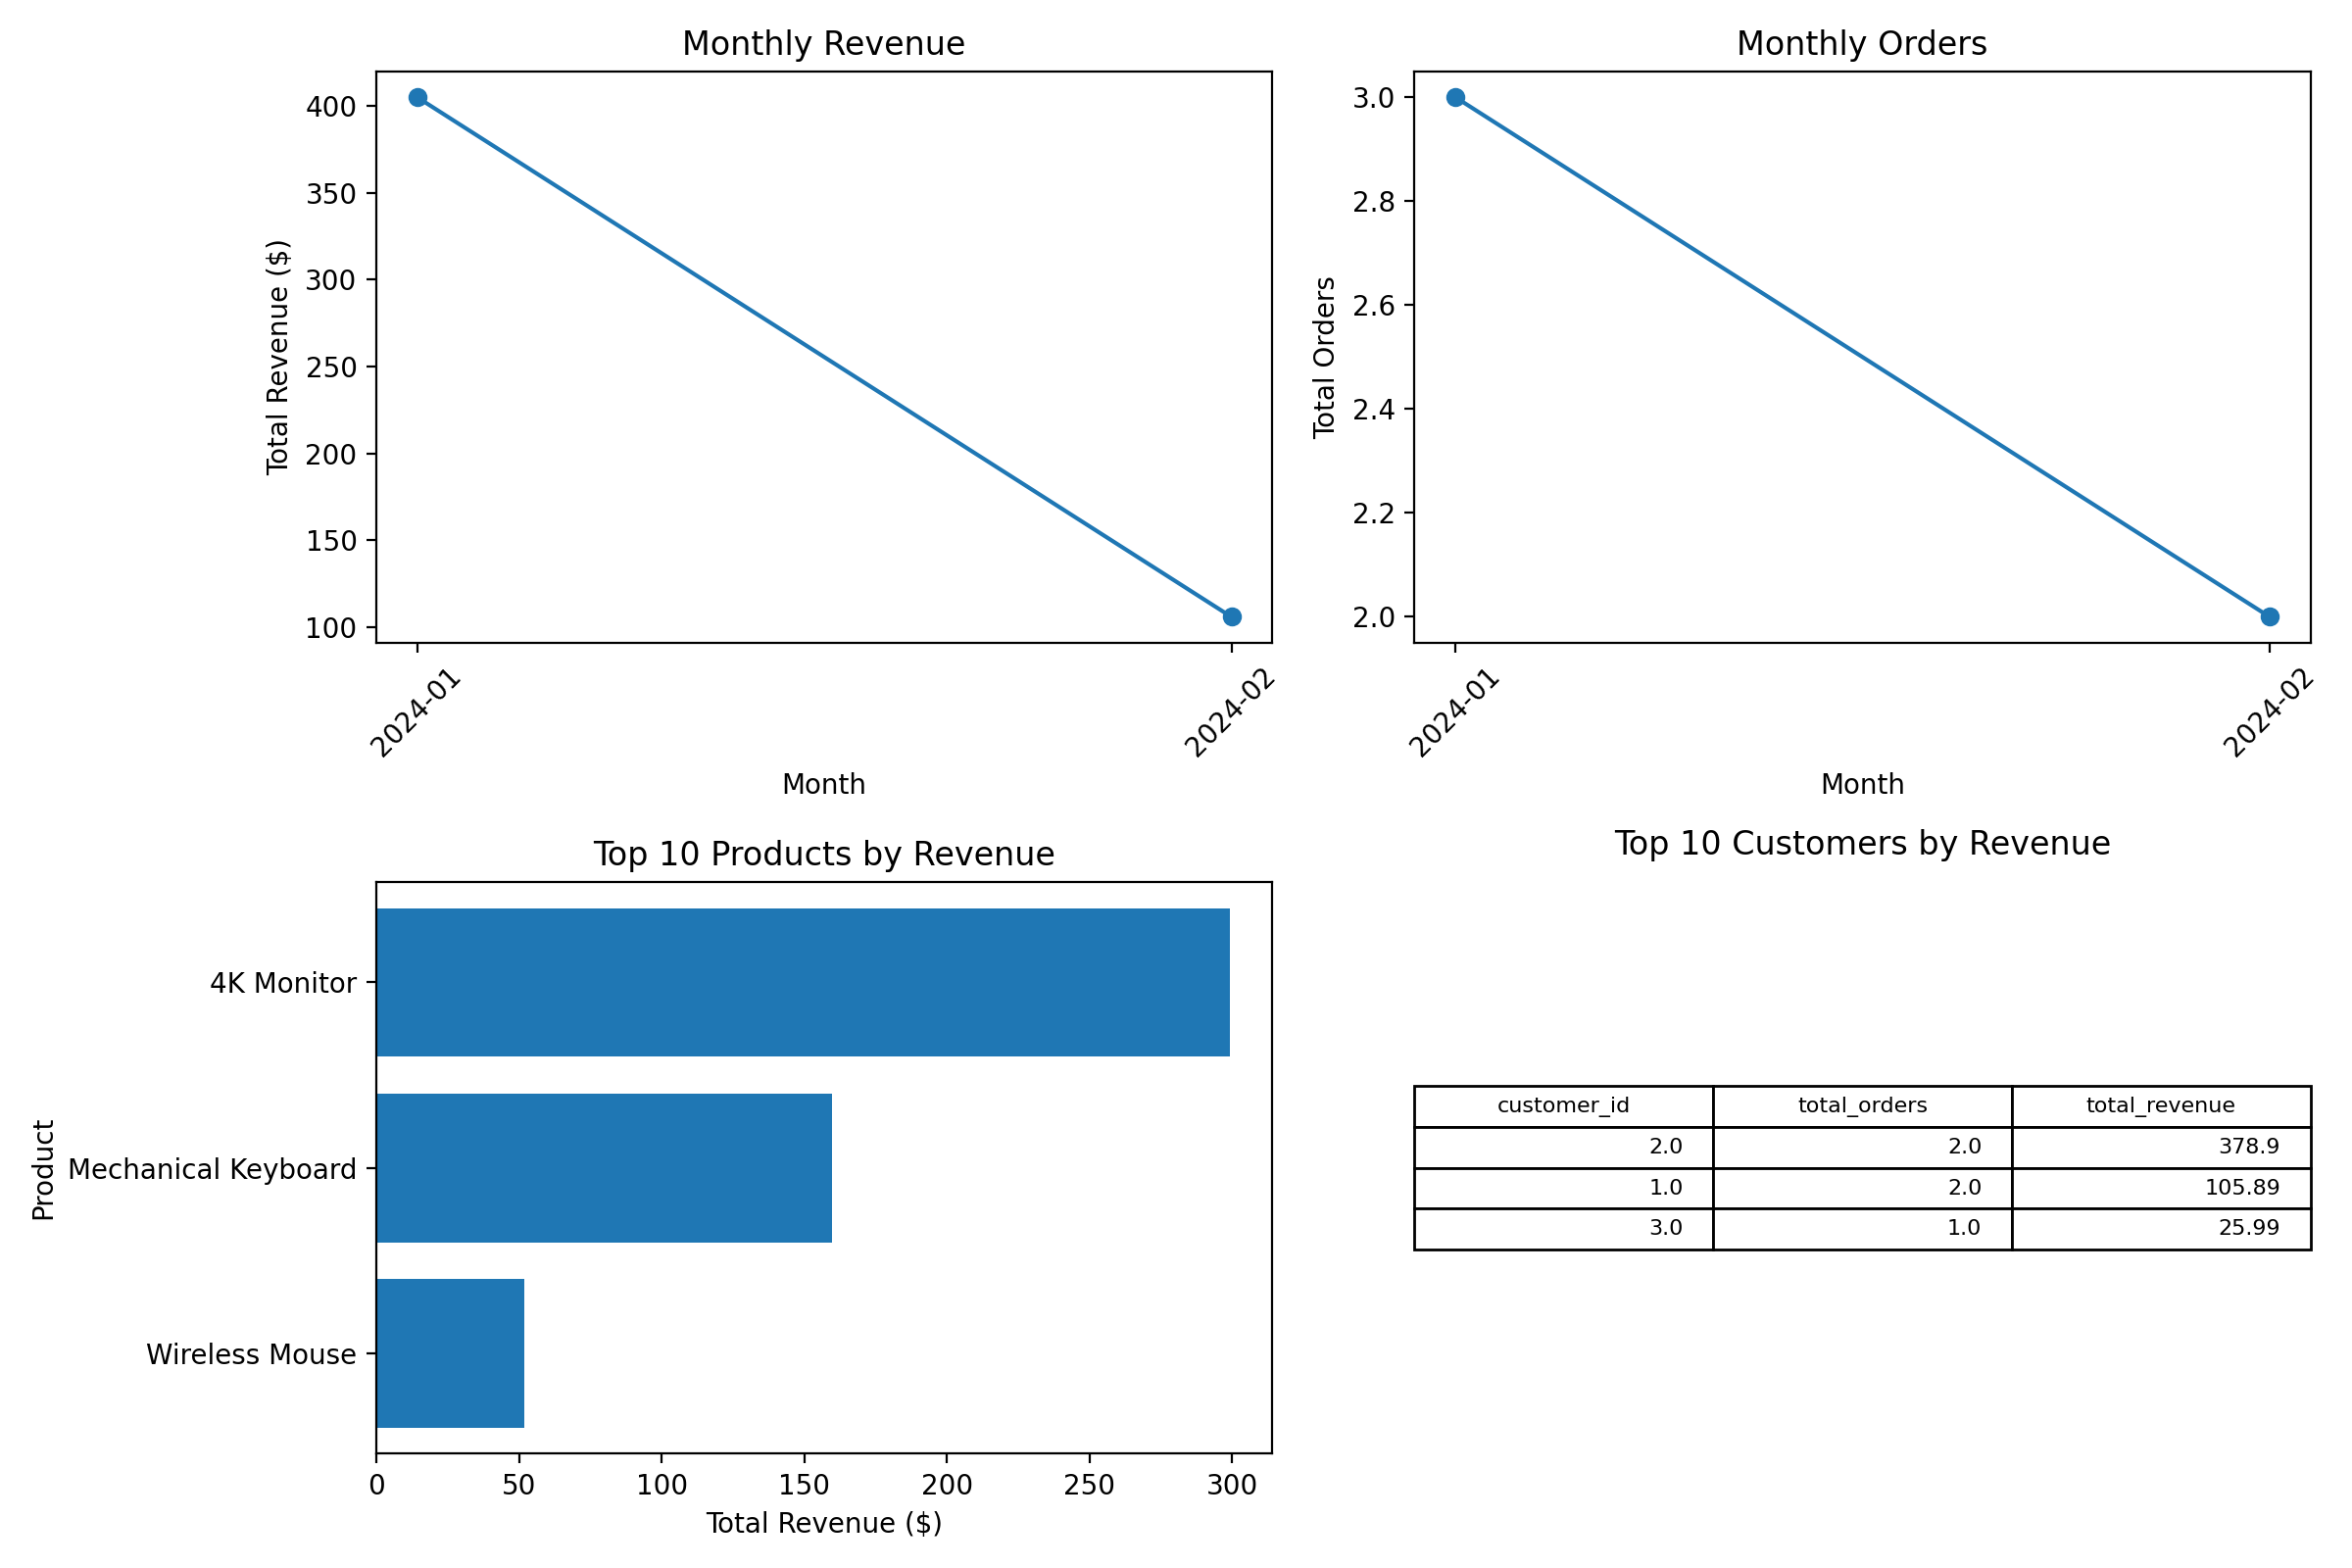 Monthly Revenue
Total Revenue ($)
400
350
300
250
200
150
100
2024-01
2024-02
Month
Monthly Orders
Total Orders
3.0
2.8
2.6
2.4
2.2
2.0
2024-01
2024-02
Month
Top 10 Products by Revenue
Product
4K Monitor
Mechanical Keyboard
Wireless Mouse
0 50 100 150 200 250 300
Total Revenue ($)
Top 10 Customers by Revenue
customer_id total_orders total_revenue
2.0 2.0 378.9
1.0 2.0 105.89
3.0 1.0 25.99